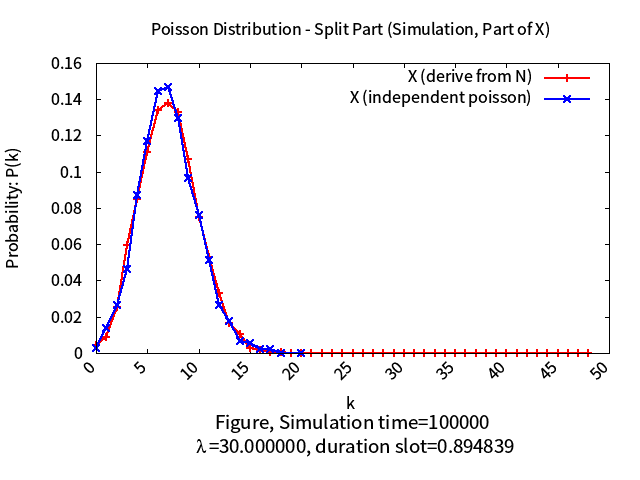 Poisson Distribution - Split Part (Simulation, Part of X)
0.16
0.14
0.12
0.1
0.08
0.06
0.04
0.02
0
X (derive from N)
X (independent poisson)
Probability: P(k)
0 5 10 15 20 25 30 35 40 45 50
k
Figure, Simulation time=100000
λ=30.000000, duration slot=0.894839